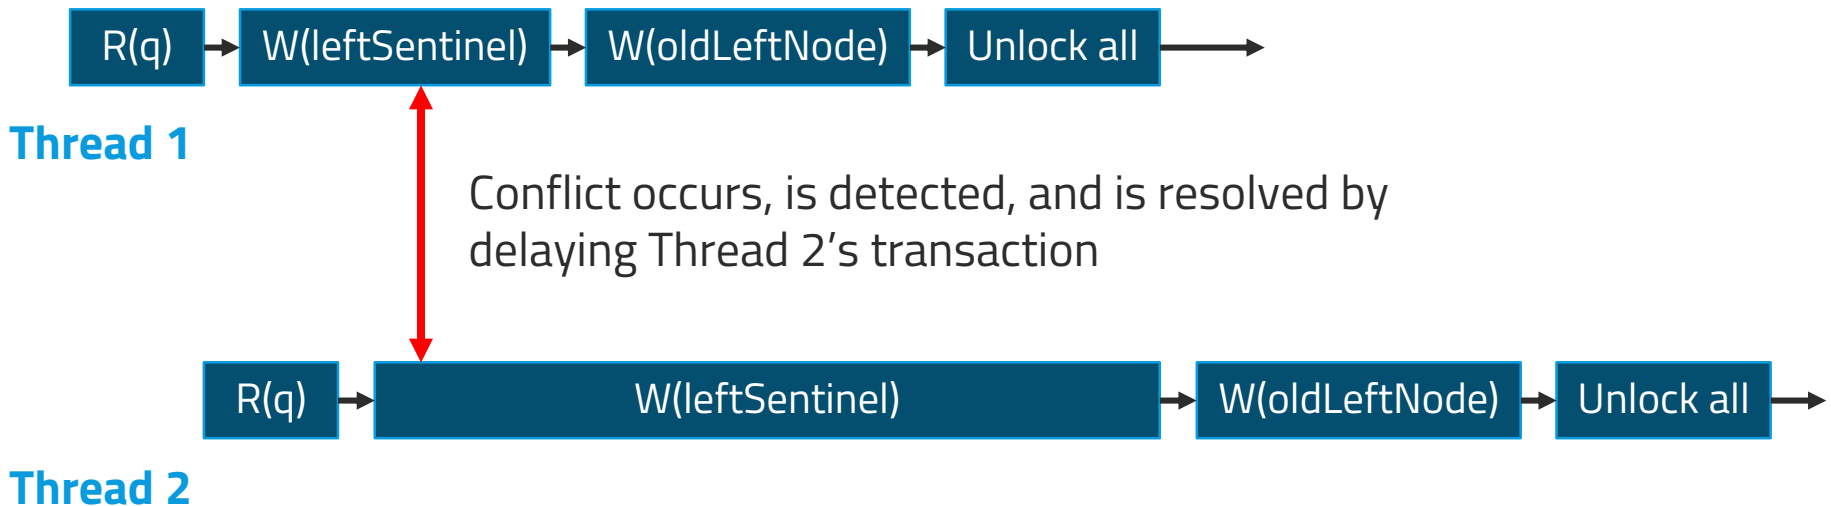 R(q) W(leftSentinel) W(oldLeftNode) Unlock all
Thread 1
Conflict occurs, is detected, and is resolved by
delaying Thread 2’s transaction
R(q) W(leftSentinel) W(oldLeftNode) Unlock all
Thread 2